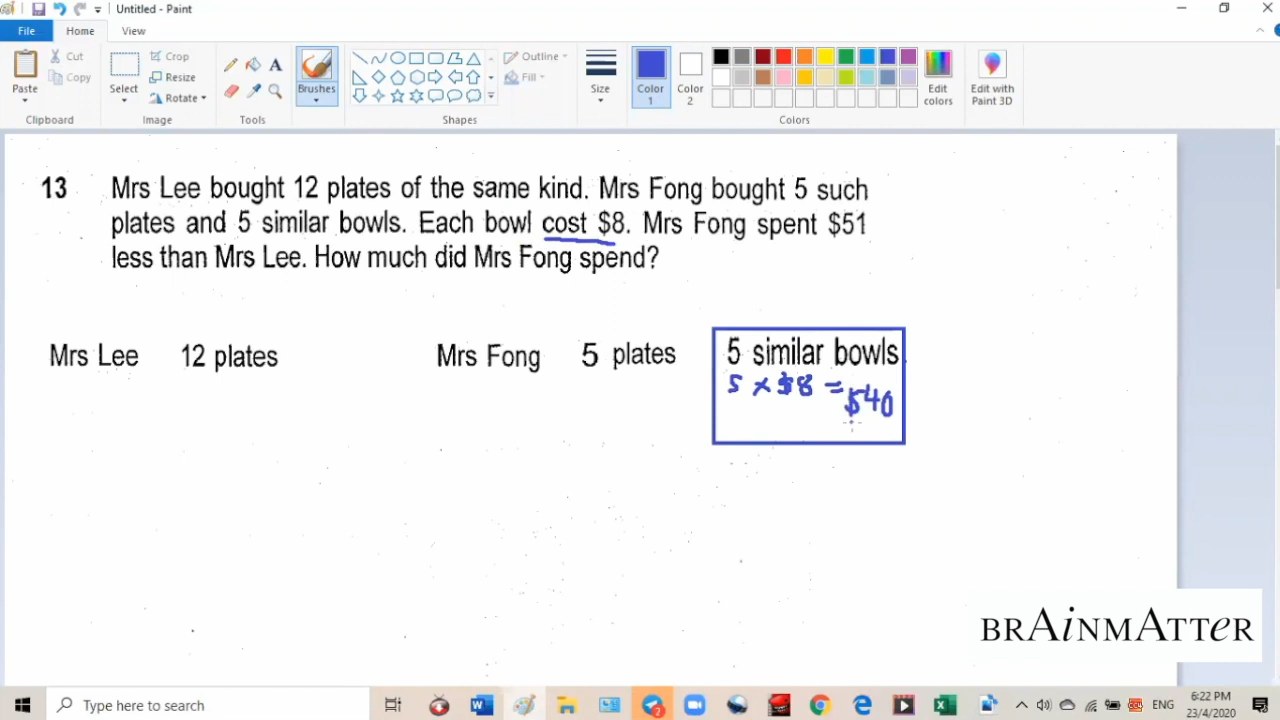 Untitled - Paint
File
Home
View
Paste
Cut
Copy
Clipboard
Select
Crop
Resize
Rotate
Image
A
Tools
Brushes
Outline
Fill
Shapes
Size
Color 1
Color 2
Edit colors
Colors
Edit with Paint 3D
13 Mrs Lee bought 12 plates of the same kind. Mrs Fong bought 5 such
plates and 5 similar bowls. Each bowl cost $8. Mrs Fong spent $51
less than Mrs Lee. How much did Mrs Fong spend?
Mrs Lee 12 plates Mrs Fong 5 plates 5 similar bowls
5 × $8 =
$40
BRAiNMATTeR
Type here to search
2
ENG
6:22 PM
23/4/2020